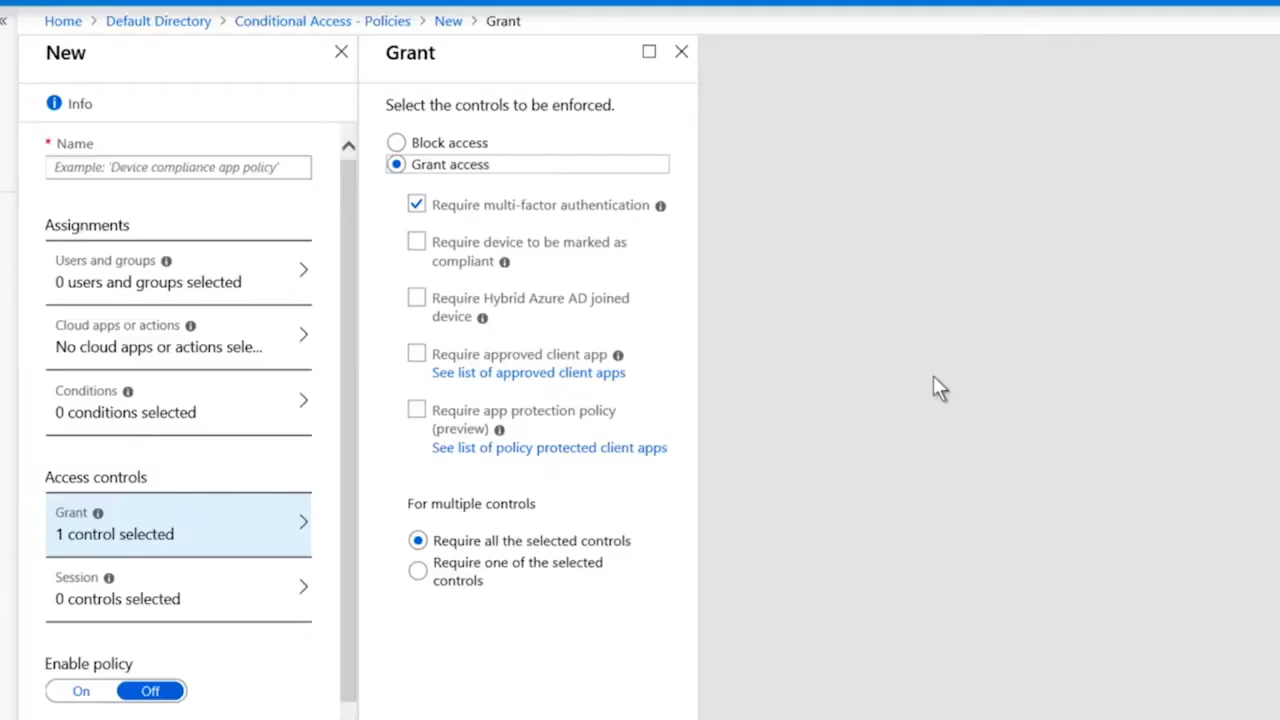 Home > Default Directory > Conditional Access - Policies > New > Grant
New
Info
* Name
Example: 'Device compliance app policy'
Assignments
Users and groups
0 users and groups selected
Cloud apps or actions
No cloud apps or actions sele...
Conditions
0 conditions selected
Access controls
Grant
1 control selected
Session
0 controls selected
Enable policy
On Off
Grant
Select the controls to be enforced.
Block access
Grant access
Require multi-factor authentication
Require device to be marked as
compliant
Require Hybrid Azure AD joined
device
Require approved client app
See list of approved client apps
Require app protection policy
(preview)
See list of policy protected client apps
For multiple controls
Require all the selected controls
Require one of the selected
controls